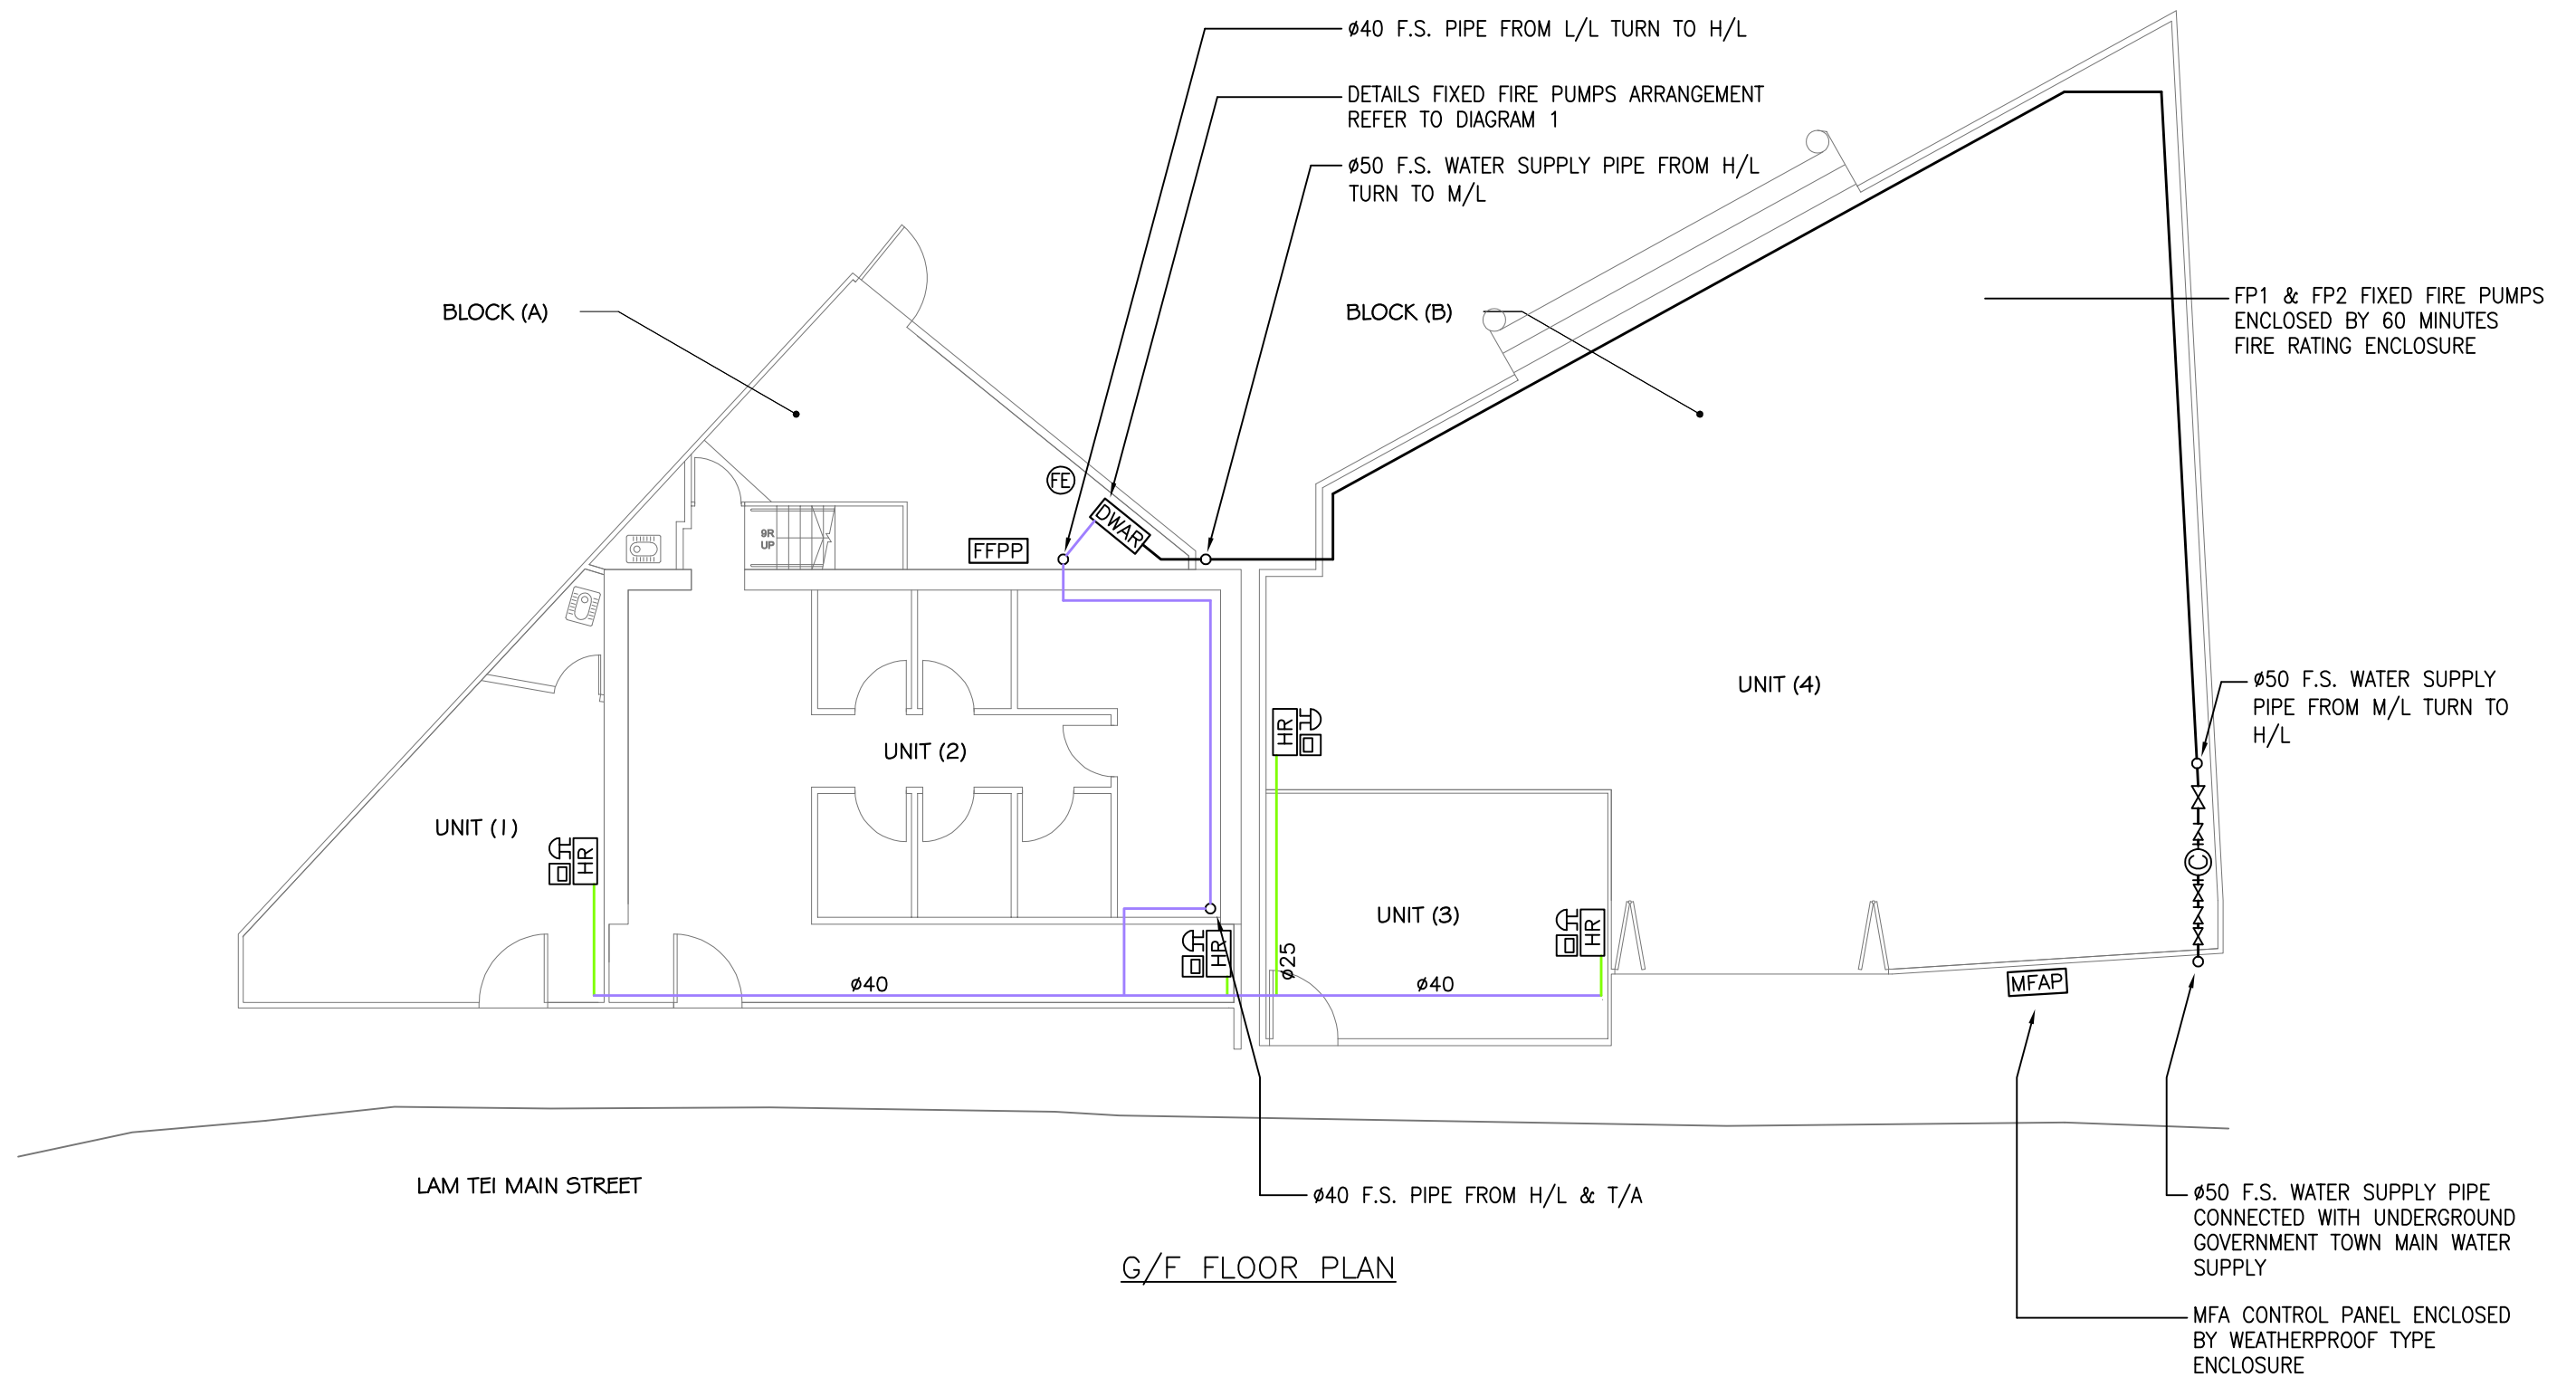 ø40 F.S. PIPE FROM L/L TURN TO H/L
DETAILS FIXED FIRE PUMPS ARRANGEMENT
REFER TO DIAGRAM 1
ø50 F.S. WATER SUPPLY PIPE FROM H/L
TURN TO M/L
BLOCK (A)
BLOCK (B)
FP1 & FP2 FIXED FIRE PUMPS
ENCLOSED BY 60 MINUTES
FIRE RATING ENCLOSURE
FE
DWAR
9R
UP
FFPP
ø50 F.S. WATER SUPPLY
PIPE FROM M/L TURN TO
H/L
UNIT (4)
HR
UNIT (2)
UNIT (1)
HR
C
UNIT (3)
HR
HR
ø25
ø40
ø40
MFAP
LAM TEI MAIN STREET
ø40 F.S. PIPE FROM H/L & T/A
ø50 F.S. WATER SUPPLY PIPE
CONNECTED WITH UNDERGROUND
GOVERNMENT TOWN MAIN WATER
SUPPLY
G/F FLOOR PLAN
MFA CONTROL PANEL ENCLOSED
BY WEATHERPROOF TYPE
ENCLOSURE